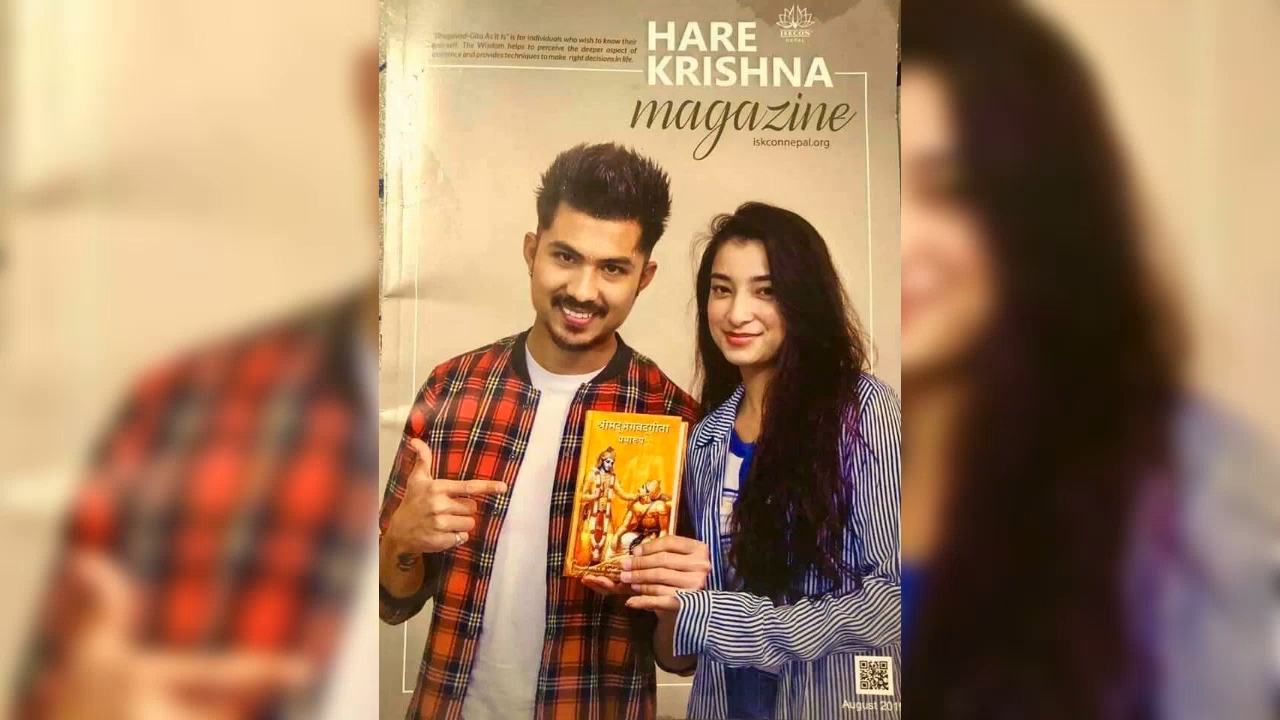 "Bhagavad-Gita As It Is" is for individuals who wish to know their
self. The Wisdom helps to perceive the deeper aspect of
existence and provides techniques to make right decisions in life.
ISKCON
NEPAL
HARE
KRISHNA
magazine
iskconnepal.org
श्रीमद्भगवद्गीता
यथारूप
August 201